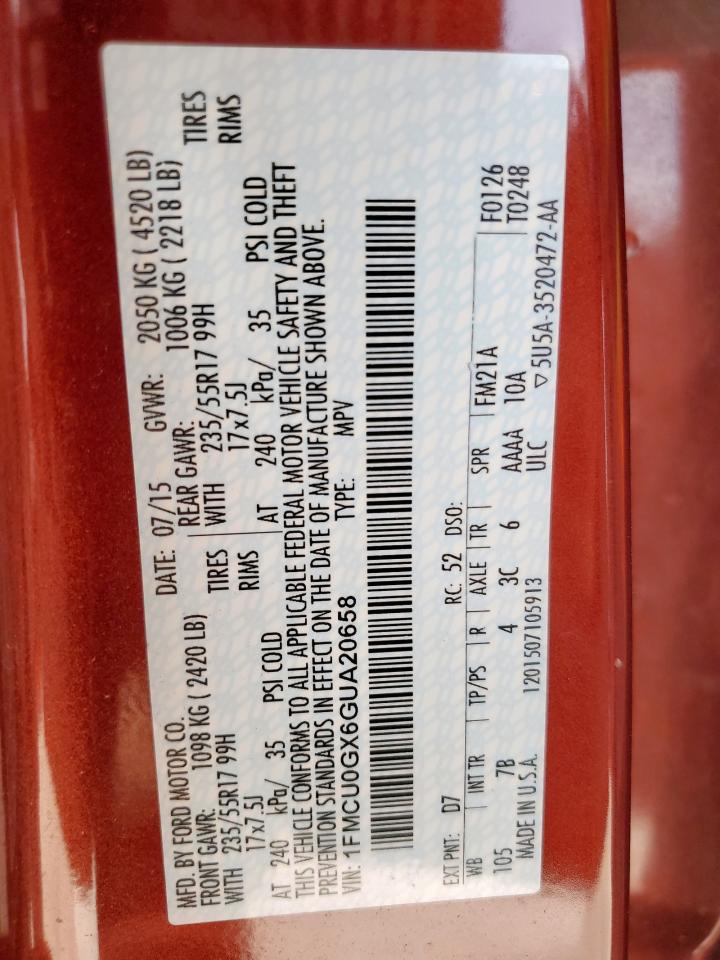 MFD. BY FORD MOTOR CO. DATE: 07/15 GVWR: 2050 KG ( 4520 LB)
FRONT GAWR: 1098 KG ( 2420 LB) REAR GAWR: 1006 KG ( 2218 LB)
WITH 235/55R17 99H TIRES WITH 235/55R17 99H TIRES
17x7.5J RIMS 17x7.5J RIMS
AT 240 kPa/ 35 PSI COLD AT 240 kPa/ 35 PSI COLD
THIS VEHICLE CONFORMS TO ALL APPLICABLE FEDERAL MOTOR VEHICLE SAFETY AND THEFT
PREVENTION STANDARDS IN EFFECT ON THE DATE OF MANUFACTURE SHOWN ABOVE.
VIN: 1FMCU0GX6GUA20658 TYPE: MPV
EXT PNT: D7 RC: 52 DSO: F0126
WB INT TR TP/PS R AXLE TR SPR FM21A T0248
105 7B 4 3C 6 AAAA 10A
MADE IN U.S.A. 1201507105913 ULC ▽5U5A-3520472-AA